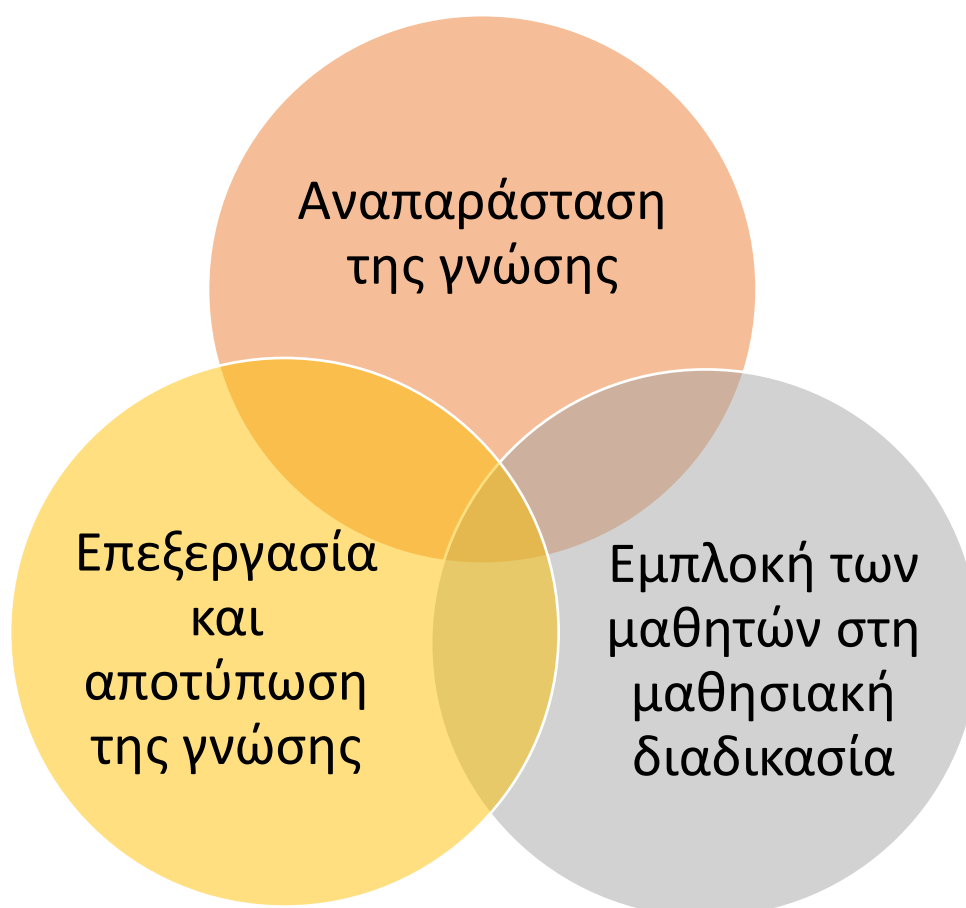 Αναπαράσταση
της γνώσης
Επεξεργασία
και
αποτύπωση
της γνώσης
Εμπλοκή των
μαθητών στη
μαθησιακή
διαδικασία